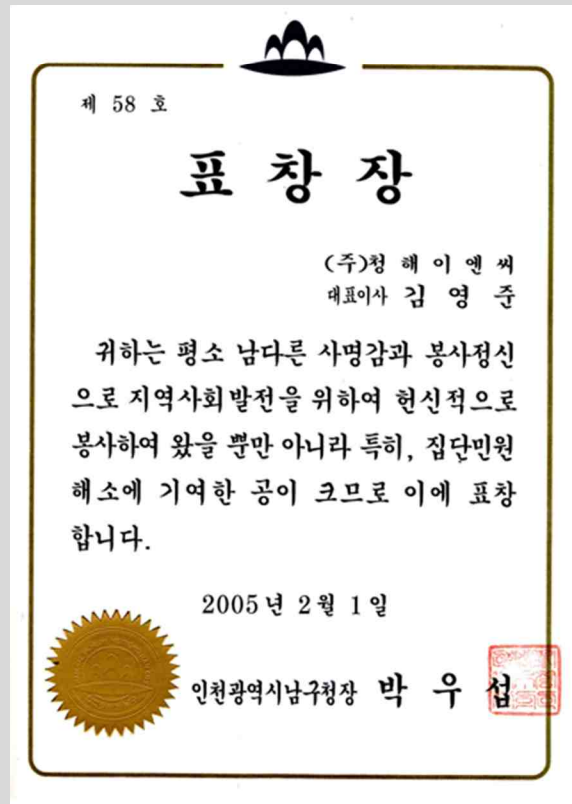 제 58 호
표 창 장
(주)청 해 이 엔 씨
대표이사 김 영 준
귀하는 평소 남다른 사명감과 봉사정신
으로 지역사회발전을 위하여 헌신적으로
봉사하여 왔을 뿐만 아니라 특히, 집단민원
해소에 기여한 공이 크므로 이에 표창
합니다.
2005년 2월 1일
인천광역시남구청장 박 우 섭